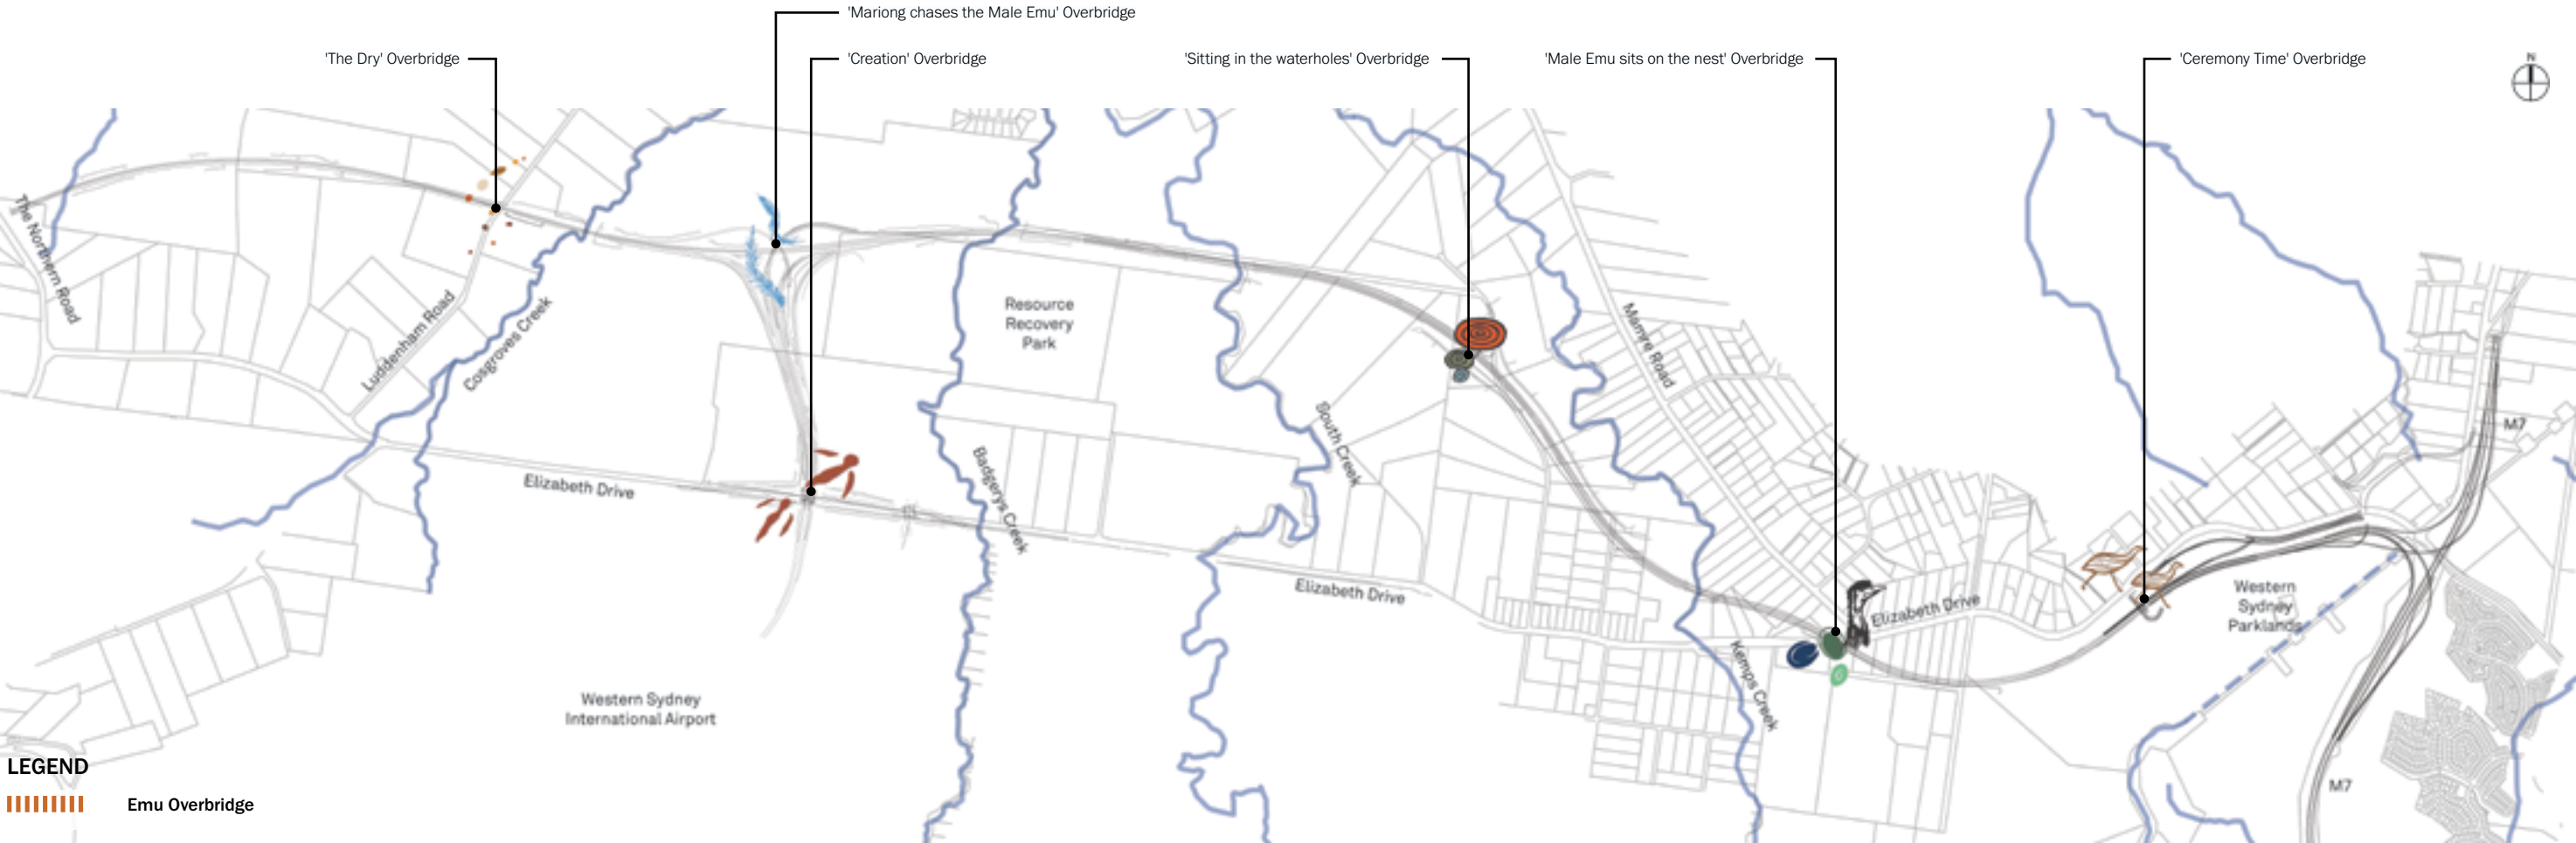 'Mariong chases the Male Emu' Overbridge
'The Dry' Overbridge
'Creation' Overbridge
'Sitting in the waterholes' Overbridge
'Male Emu sits on the nest' Overbridge
'Ceremony Time' Overbridge
N
The Northern Road
Luddenham Road
Cosgroves Creek
Resource
Recovery
Park
Mamre Road
South Creek
M7
Badgerys Creek
Elizabeth Drive
Elizabeth Drive
Elizabeth Drive
Western
Sydney
Parklands
Kemps Creek
Western Sydney
International Airport
M7
LEGEND
Emu Overbridge